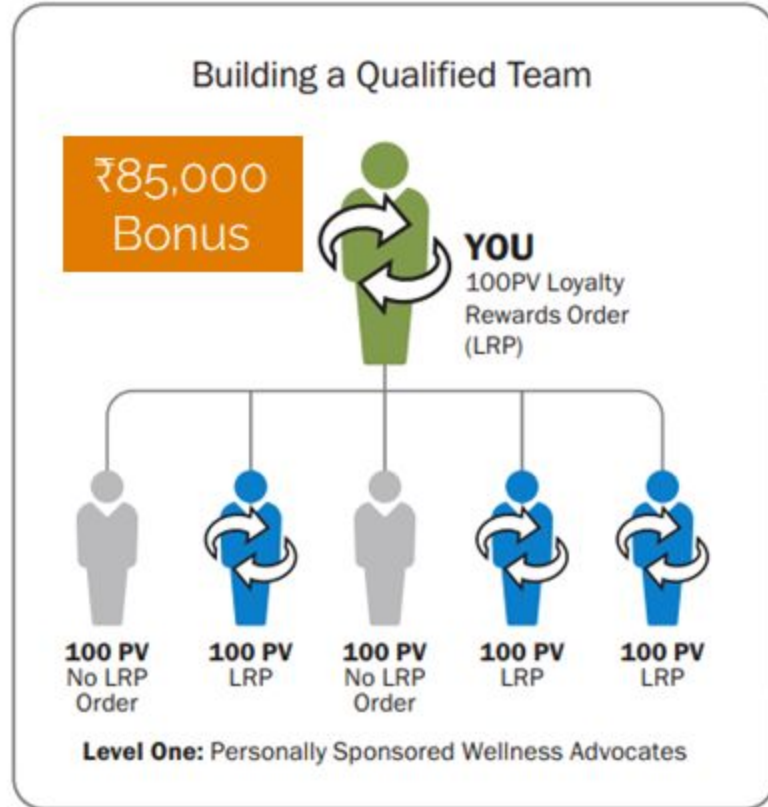 Building a Qualified Team
₹85,000
Bonus
YOU
100PV Loyalty
Rewards Order
(LRP)
100 PV
No LRP
Order
100 PV
LRP
100 PV
No LRP
Order
100 PV
LRP
100 PV
LRP
Level One: Personally Sponsored Wellness Advocates